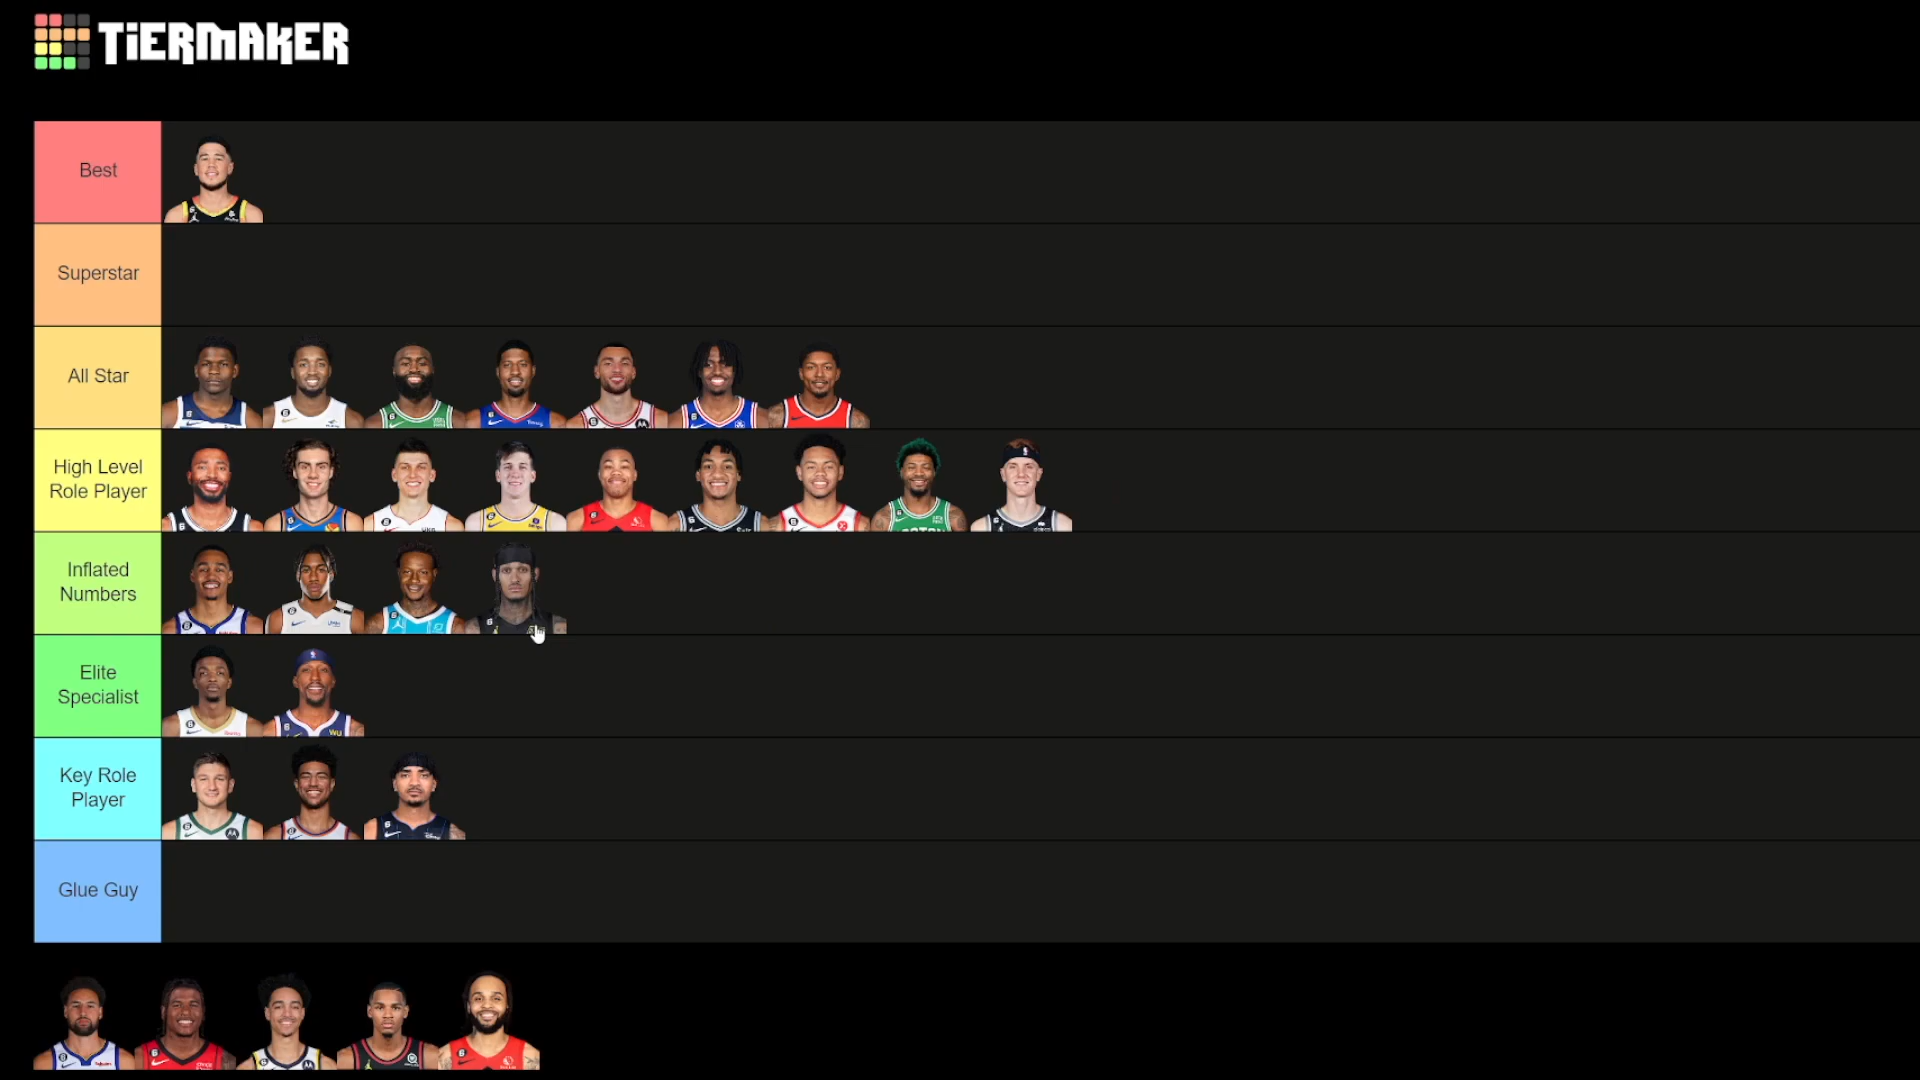 TiERMAKER
Best
Superstar
All Star
High Level
Role Player
Inflated
Numbers
Elite
Specialist
Key Role
Player
Glue Guy